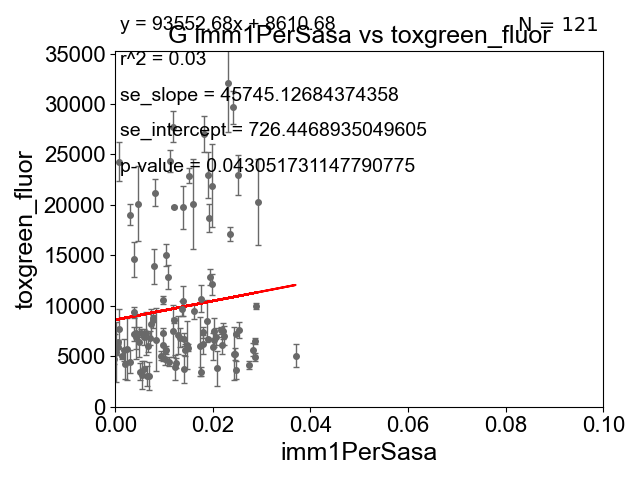 y = 93552.68x + 8610.68
N = 121
G imm1PerSasa vs toxgreen_fluor
r^2 = 0.03
se_slope = 45745.12684374358
se_intercept = 726.4468935049605
p-value = 0.043051731147790775
35000
30000
25000
20000
15000
10000
5000
0
toxgreen_fluor
0.00 0.02 0.04 0.06 0.08 0.10
imm1PerSasa